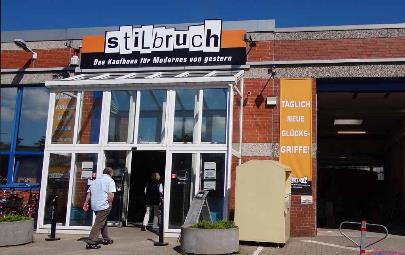 stilbruch
Das Kaufhaus für Modernes von gestern
TÄGLICH
NEUE
GLÜCKS-
GRIFFE!